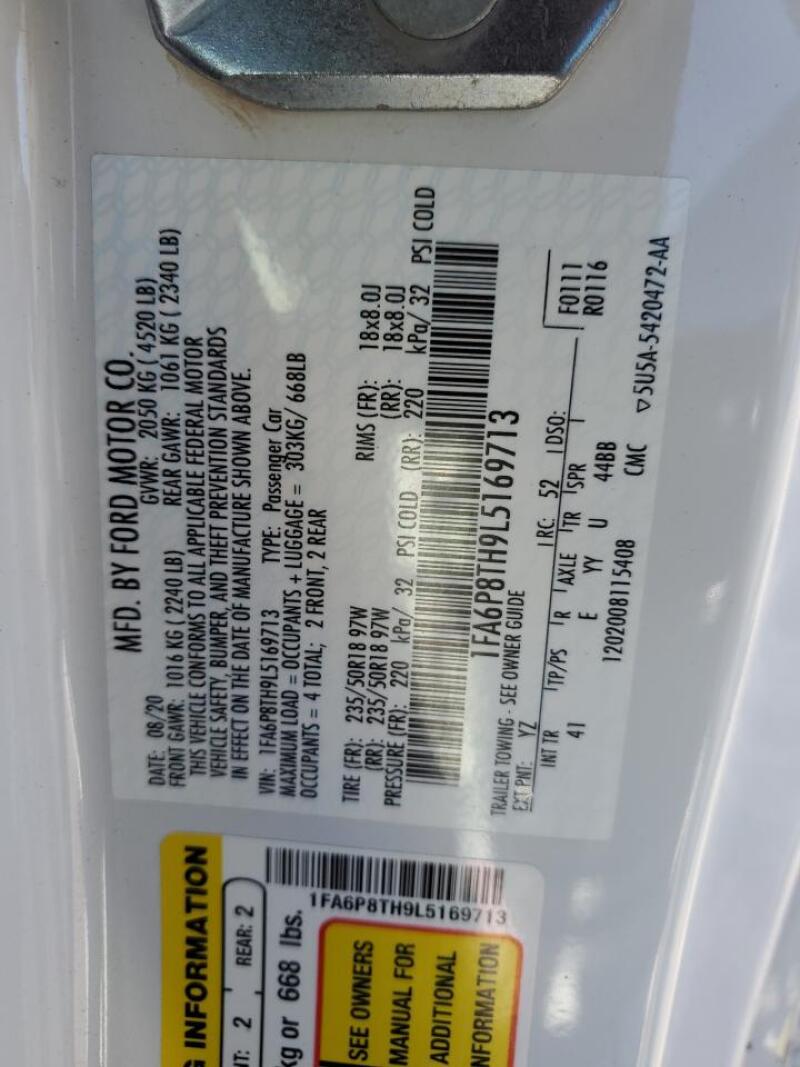 MFD. BY FORD MOTOR CO.
DATE: 08/20 GVWR: 2050 KG ( 4520 LB)
FRONT GAWR: 1016 KG ( 2240 LB) REAR GAWR: 1061 KG ( 2340 LB)
THIS VEHICLE CONFORMS TO ALL APPLICABLE FEDERAL MOTOR
VEHICLE SAFETY, BUMPER, AND THEFT PREVENTION STANDARDS
IN EFFECT ON THE DATE OF MANUFACTURE SHOWN ABOVE.
VIN: 1FA6P8TH9L5169713 TYPE: Passenger Car
MAXIMUM LOAD = OCCUPANTS + LUGGAGE = 303KG/ 668LB
OCCUPANTS = 4 TOTAL; 2 FRONT, 2 REAR
TIRE (FR): 235/50R18 97W RIMS (FR): 18x8.0J
(RR): 235/50R18 97W (RR): 18x8.0J
PRESSURE (FR): 220 kPa/ 32 PSI COLD (RR): 220 kPa/ 32 PSI COLD
1FA6P8TH9L5169713
TRAILER TOWING - SEE OWNER GUIDE
EXT PNT: YZ RC: 52 DSO: F0111
R0116
INT TR TP/PS R AXLE TR SPR
41 E YY U 44BB
1202008115408 CMC ▽5U5A-5420472-AA
G INFORMATION
NT: 2 REAR: 2
kg or 668 lbs.
1FA6P8TH9L5169713
SEE OWNERS
MANUAL FOR
ADDITIONAL
NFORMATION